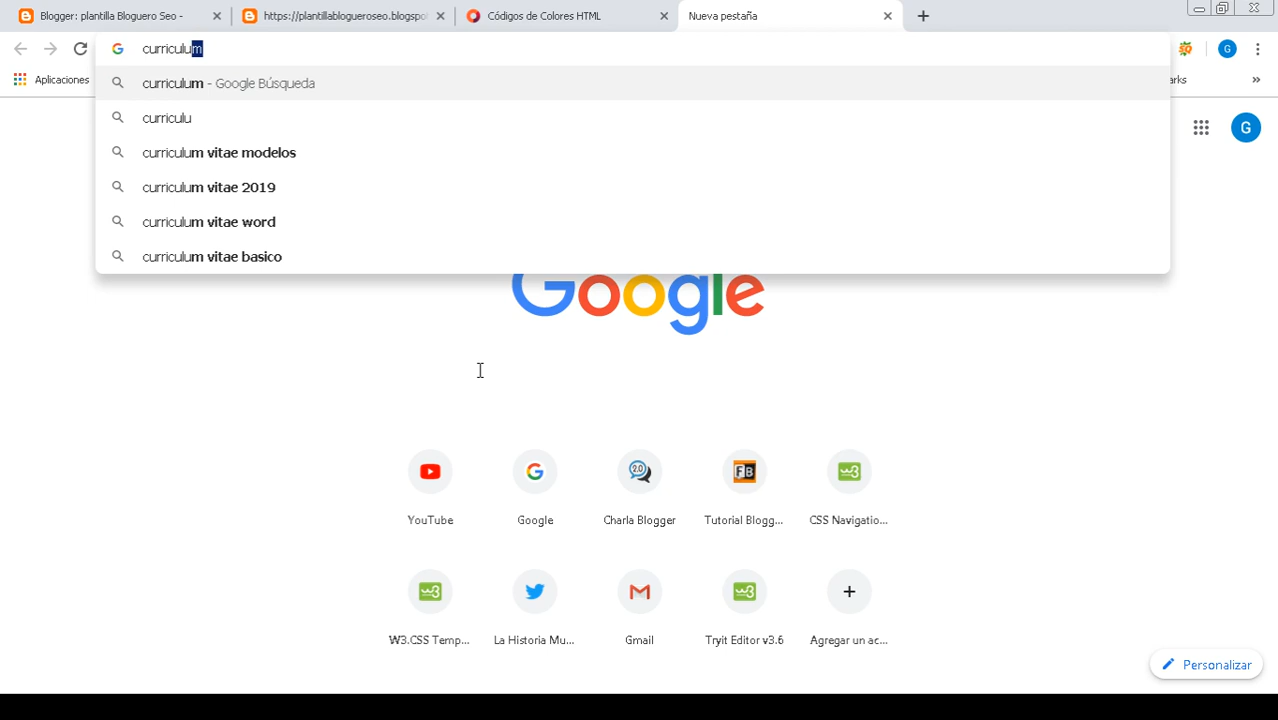 Blogger: plantilla Bloguero Seo -
https://plantillablogueroseo.blogspo
Códigos de Colores HTML
Nueva pestaña
curriculum
G
Aplicaciones
rks
»
curriculum - Google Búsqueda
curriculu
curriculum vitae modelos
curriculum vitae 2019
curriculum vitae word
curriculum vitae basico
G
Google
YouTube
Google
Charla Blogger
Tutorial Blogg...
CSS Navigatio...
W3.CSS Temp...
La Historia Mu...
Gmail
Tryit Editor v3.6
Agregar un ac...
Personalizar